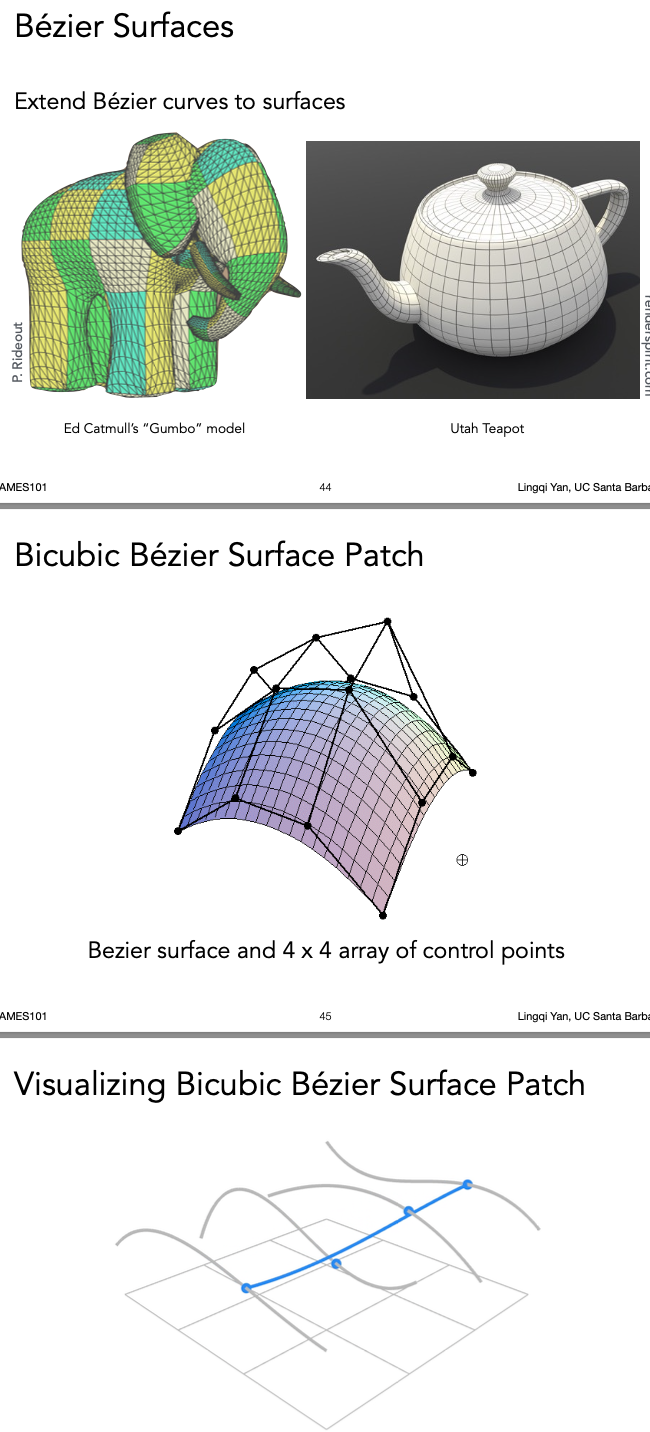 Bézier Surfaces
Extend Bézier curves to surfaces
P. Rideout
Ed Catmull’s “Gumbo” model
Utah Teapot
AMES101
44
Lingqi Yan, UC Santa Barba
Bicubic Bézier Surface Patch
Bezier surface and 4 x 4 array of control points
AMES101
45
Lingqi Yan, UC Santa Barba
Visualizing Bicubic Bézier Surface Patch